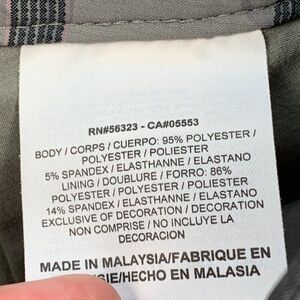 RN#56323 - CA#05553
BODY / CORPS / CUERPO: 95% POLYESTER /
POLYESTER / POLIESTER
5% SPANDEX / ELASTHANNE / ELASTANO
LINING / DOUBLURE / FORRO: 86%
POLYESTER / POLYESTER / POLIESTER
14% SPANDEX / ELASTHANNE / ELASTANO
EXCLUSIVE OF DECORATION / DECORATION
NON COMPRISE / NO INCLUYE LA
DECORACION
MADE IN MALAYSIA/FABRIQUE EN
SIE/HECHO EN MALASIA